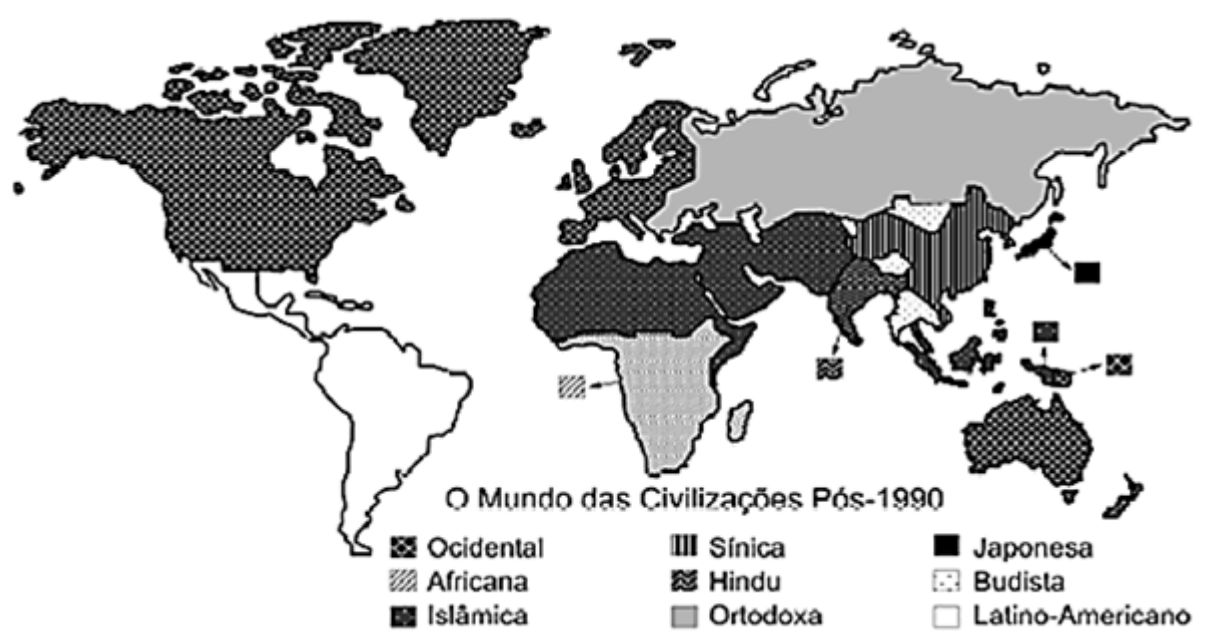 O Mundo das Civilizações Pós-1990
Ocidental
Sínica
Japonesa
Africana
Hindu
Budista
Islâmica
Ortodoxa
Latino-Americano